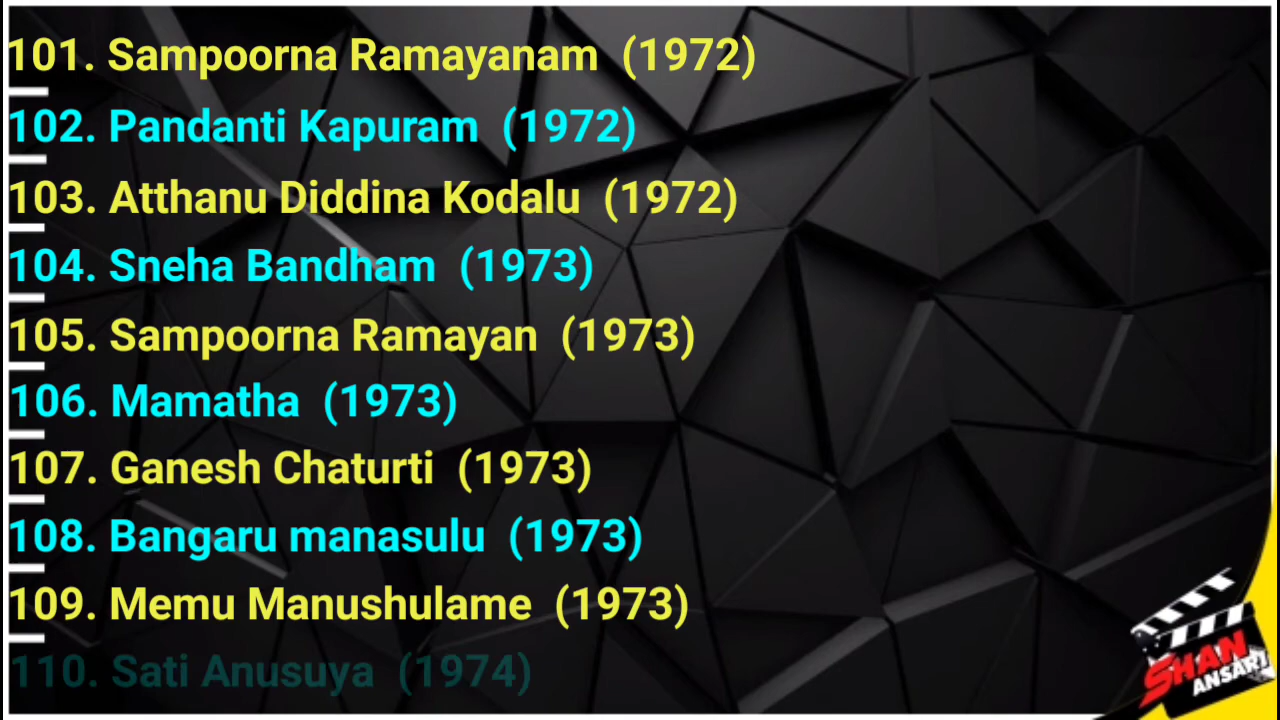 101. Sampoorna Ramayanam (1972)
102. Pandanti Kapuram (1972)
103. Atthanu Diddina Kodalu (1972)
104. Sneha Bandham (1973)
105. Sampoorna Ramayan (1973)
106. Mamatha (1973)
107. Ganesh Chaturti (1973)
108. Bangaru manasulu (1973)
109. Memu Manushulame (1973)
110. Sati Anusuya (1974)
SHAN
ANSARI